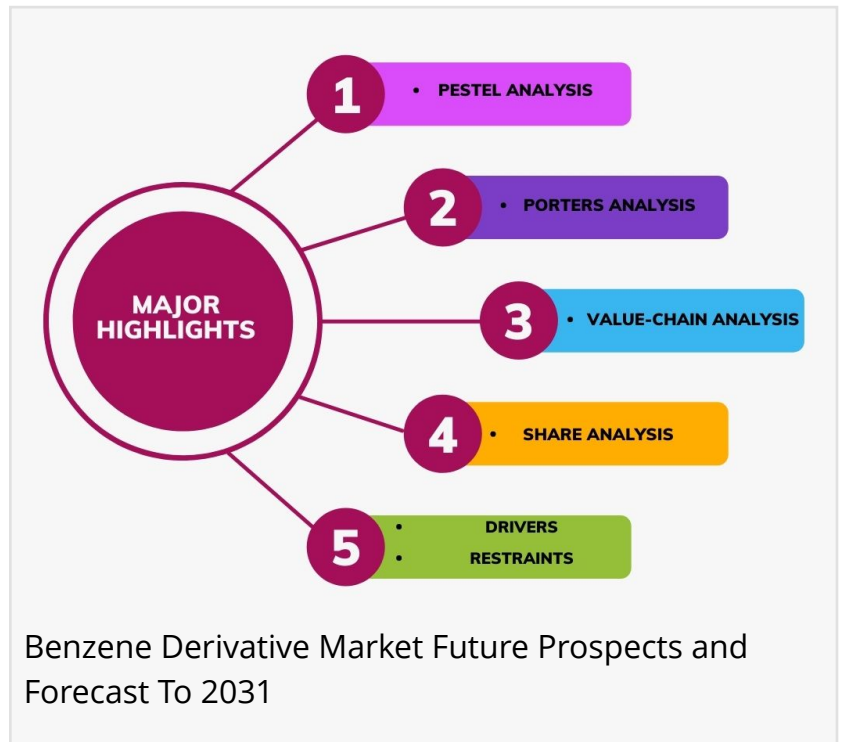 1
• PESTEL ANALYSIS
2
• PORTERS ANALYSIS
MAJOR
HIGHLIGHTS
3
• VALUE-CHAIN ANALYSIS
4
• SHARE ANALYSIS
5
• DRIVERS
• RESTRAINTS
Benzene Derivative Market Future Prospects and
Forecast To 2031